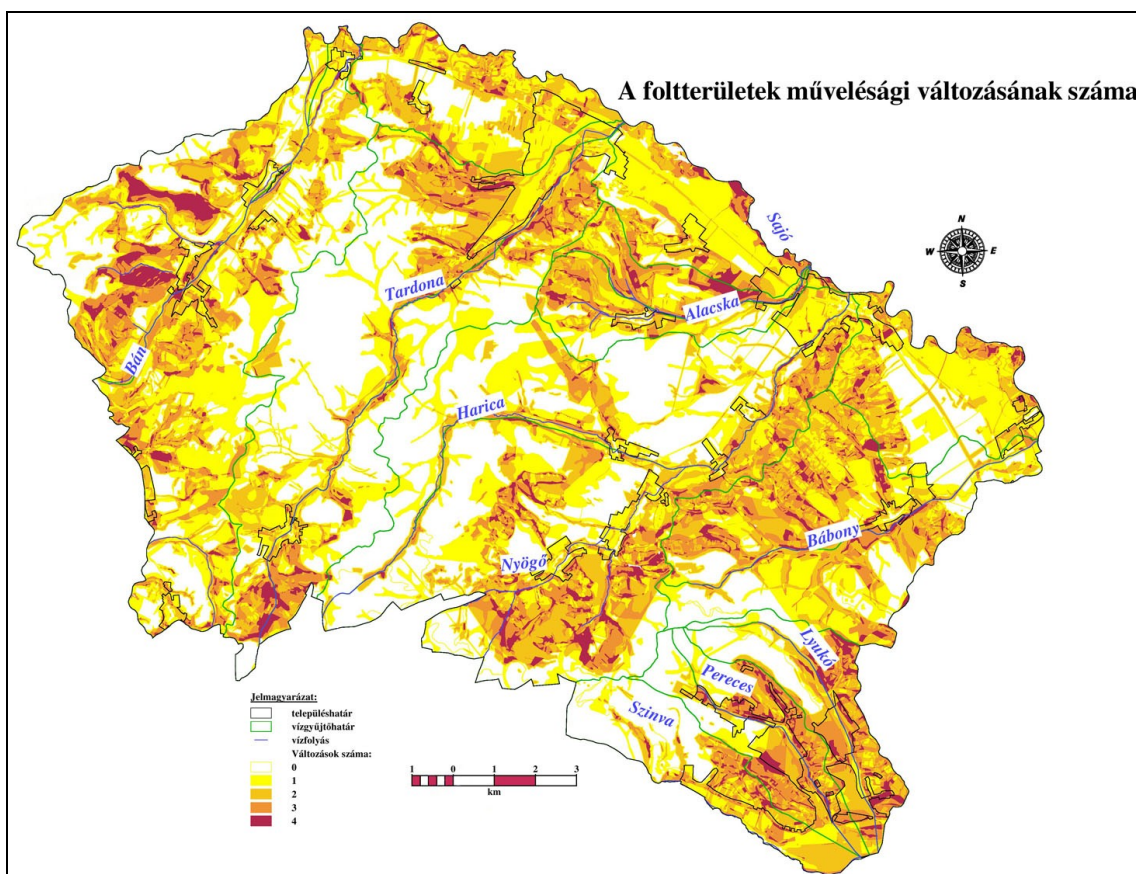 A foltterületek művelésági változásának száma
Sajó
N
W E
S
Tardona
Alacska
Bán
Harica
Bábony
Nyögő
Lyukó
Pereces
Szinva
Jelmagyarázat:
településhatár
vízgyűjtőhatár
vízfolyás
Változások száma:
0
1
2
3
4
1 0 1 2 3
km